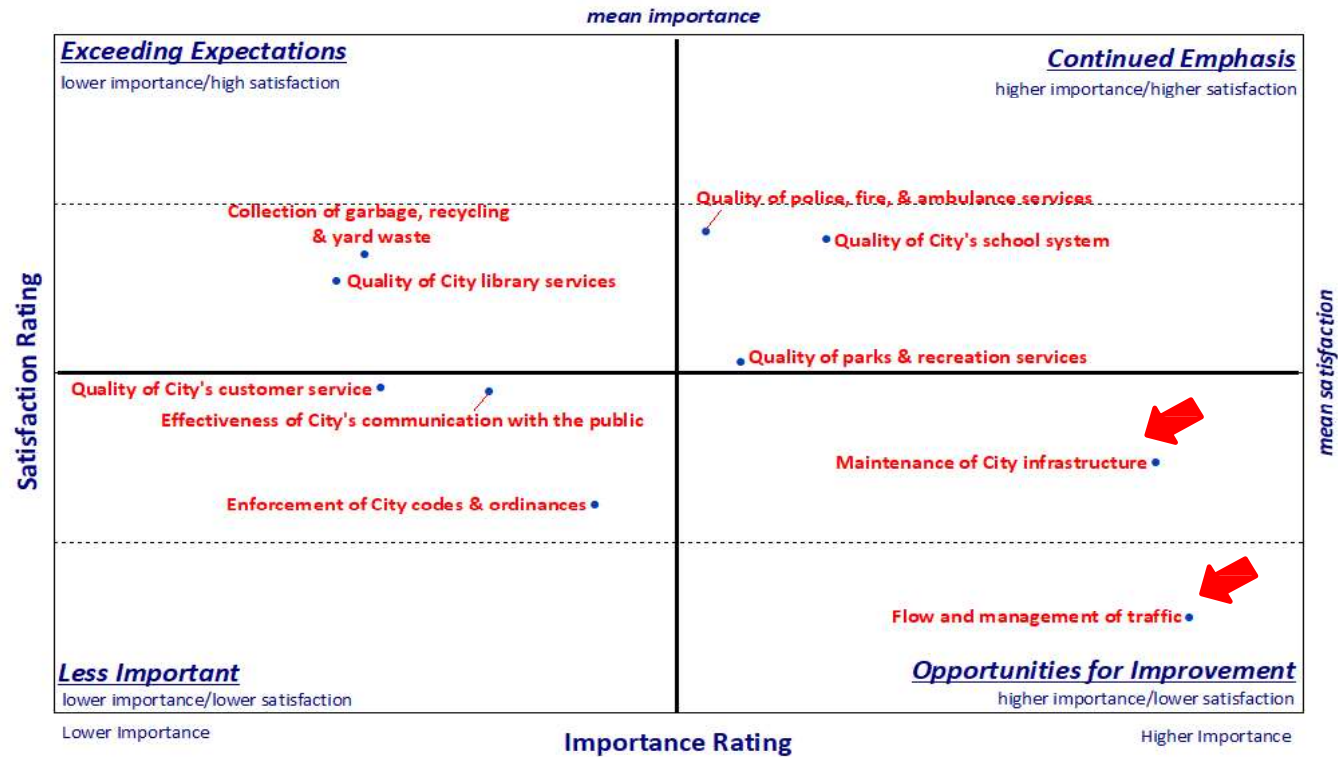 mean importance
Exceeding Expectations
lower importance/high satisfaction
Continued Emphasis
higher importance/higher satisfaction
Quality of police, fire, & ambulance services
Collection of garbage, recycling
& yard waste
Quality of City's school system
Quality of City library services
Quality of parks & recreation services
Satisfaction Rating
mean satisfaction
Quality of City's customer service
Effectiveness of City's communication with the public
Maintenance of City infrastructure
Enforcement of City codes & ordinances
Flow and management of traffic
Less Important
lower importance/lower satisfaction
Opportunities for Improvement
higher importance/lower satisfaction
Lower Importance
Importance Rating
Higher Importance